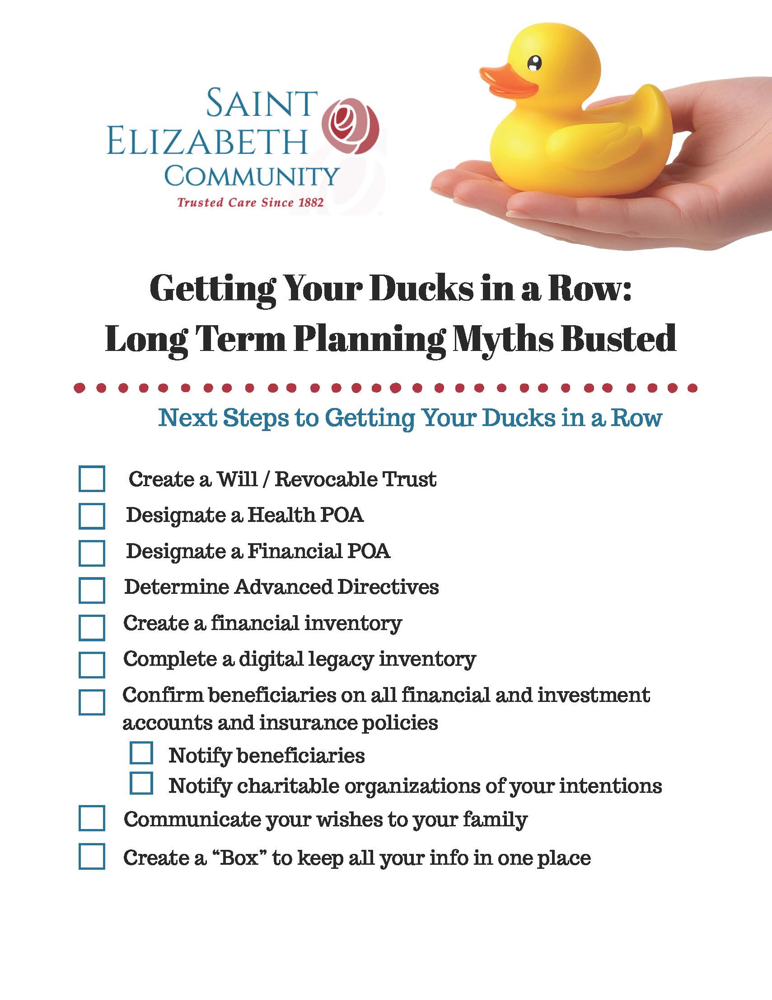 SAINT
ELIZABETH
COMMUNITY
Trusted Care Since 1882
Getting Your Ducks in a Row:
Long Term Planning Myths Busted
Next Steps to Getting Your Ducks in a Row
Create a Will / Revocable Trust
Designate a Health POA
Designate a Financial POA
Determine Advanced Directives
Create a financial inventory
Complete a digital legacy inventory
Confirm beneficiaries on all financial and investment
accounts and insurance policies
Notify beneficiaries
Notify charitable organizations of your intentions
Communicate your wishes to your family
Create a “Box” to keep all your info in one place